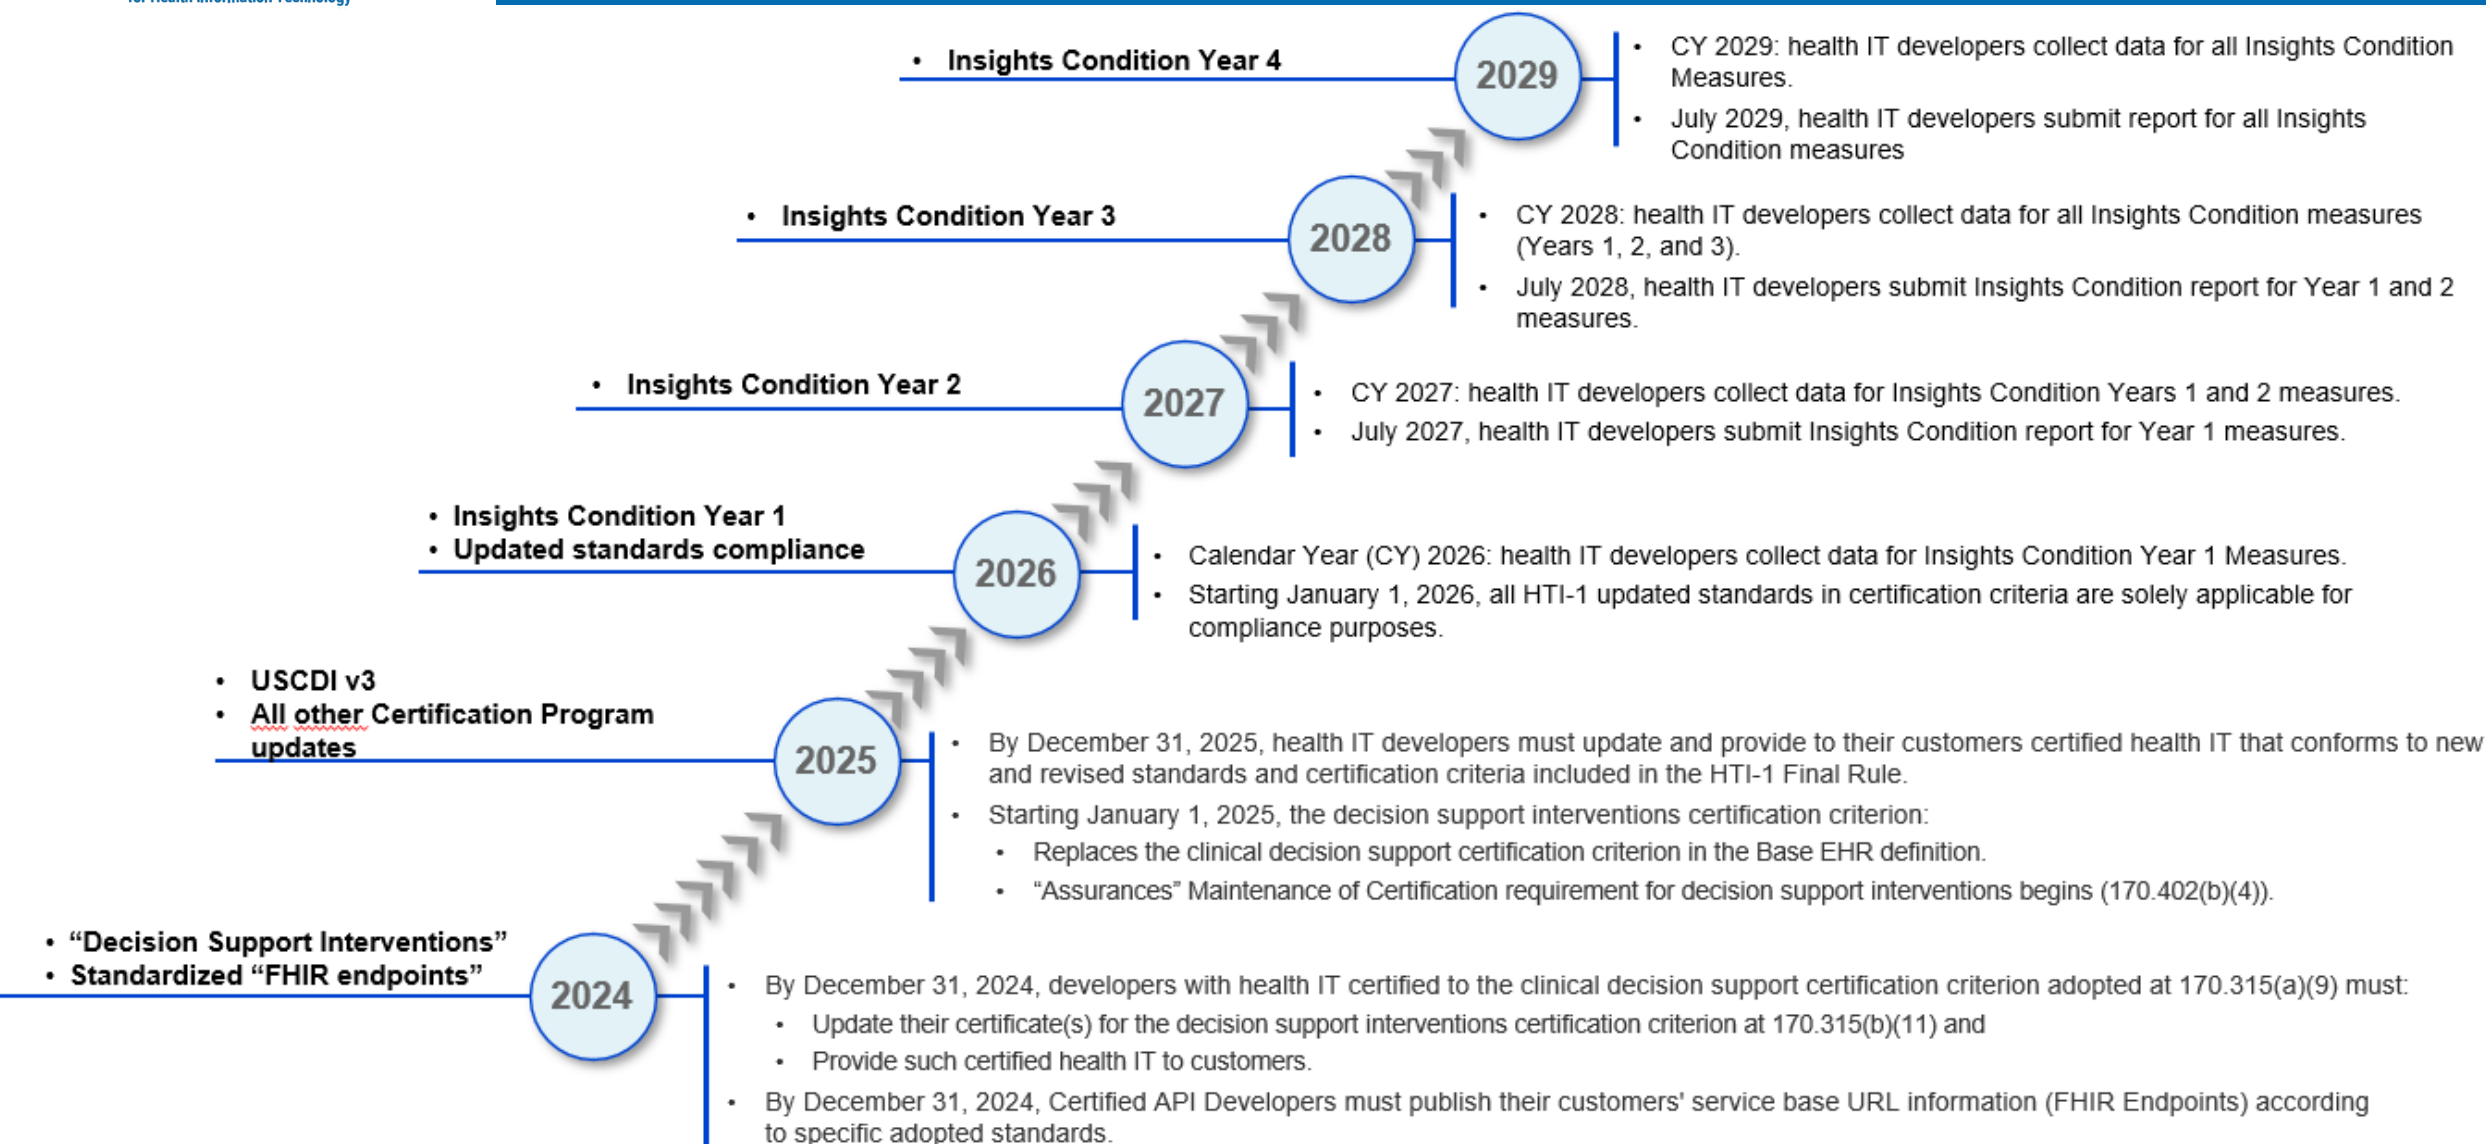 for Health Information Technology
• Insights Condition Year 4
2029
• CY 2029: health IT developers collect data for all Insights Condition
Measures.
• July 2029, health IT developers submit report for all Insights
Condition measures
• Insights Condition Year 3
2028
• CY 2028: health IT developers collect data for all Insights Condition measures
(Years 1, 2, and 3).
• July 2028, health IT developers submit Insights Condition report for Year 1 and 2
measures.
• Insights Condition Year 2
2027
• CY 2027: health IT developers collect data for Insights Condition Years 1 and 2 measures.
• July 2027, health IT developers submit Insights Condition report for Year 1 measures.
• Insights Condition Year 1
• Updated standards compliance
2026
• Calendar Year (CY) 2026: health IT developers collect data for Insights Condition Year 1 Measures.
• Starting January 1, 2026, all HTI-1 updated standards in certification criteria are solely applicable for
compliance purposes.
• USCDI v3
• All other Certification Program
updates
2025
• By December 31, 2025, health IT developers must update and provide to their customers certified health IT that conforms to new
and revised standards and certification criteria included in the HTI-1 Final Rule.
• Starting January 1, 2025, the decision support interventions certification criterion:
• Replaces the clinical decision support certification criterion in the Base EHR definition.
• “Assurances” Maintenance of Certification requirement for decision support interventions begins (170.402(b)(4)).
• “Decision Support Interventions”
• Standardized “FHIR endpoints”
2024
• By December 31, 2024, developers with health IT certified to the clinical decision support certification criterion adopted at 170.315(a)(9) must:
• Update their certificate(s) for the decision support interventions certification criterion at 170.315(b)(11) and
• Provide such certified health IT to customers.
• By December 31, 2024, Certified API Developers must publish their customers' service base URL information (FHIR Endpoints) according
to specific adopted standards.